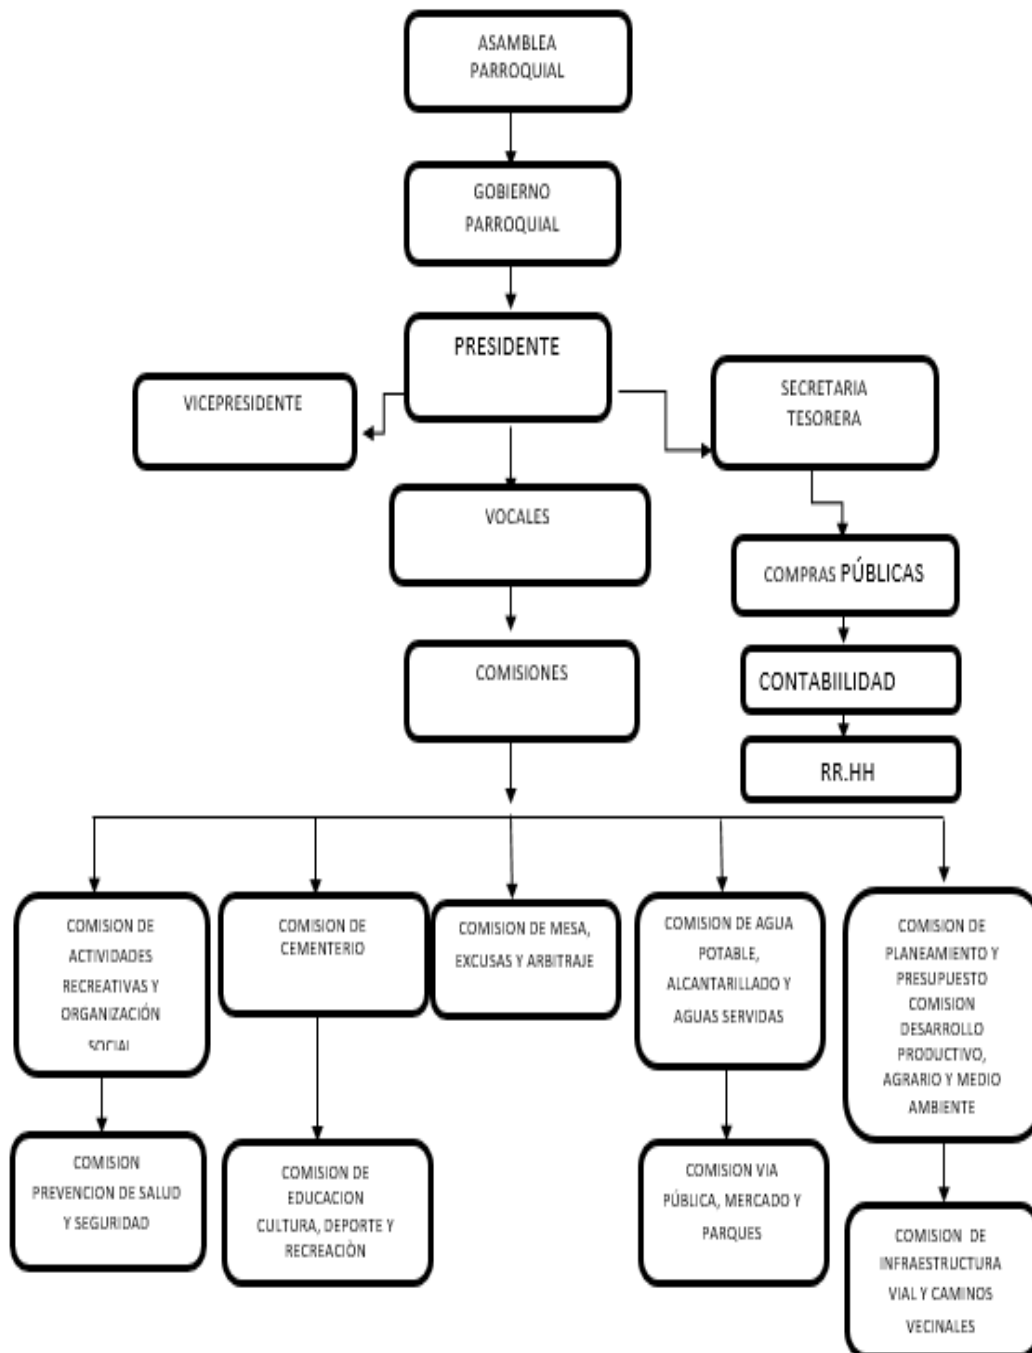 ASAMBLEA
PARROQUIAL
GOBIERNO
PARROQUIAL
PRESIDENTE
VICEPRESIDENTE
SECRETARIA
TESORERA
VOCALES
COMPRAS PÚBLICAS
COMISIONES
CONTABIILIDAD
RR.HH
COMISION DE
ACTIVIDADES
RECREATIVAS Y
ORGANIZACIÓN
SOCIAL
COMISION DE
CEMENTERIO
COMISION DE MESA,
EXCUSAS Y ARBITRAJE
COMISION DE AGUA
POTABLE,
ALCANTARILLADO Y
AGUAS SERVIDAS
COMISION DE
PLANEAMIENTO Y
PRESUPUESTO
COMISION
DESARROLLO
PRODUCTIVO,
AGRARIO Y MEDIO
AMBIENTE
COMISION
PREVENCION DE SALUD
Y SEGURIDAD
COMISION DE
EDUCACION
CULTURA, DEPORTE Y
RECREACIÒN
COMISION VIA
PÚBLICA, MERCADO Y
PARQUES
COMISION DE
INFRAESTRUCTURA
VIAL Y CAMINOS
VECINALES